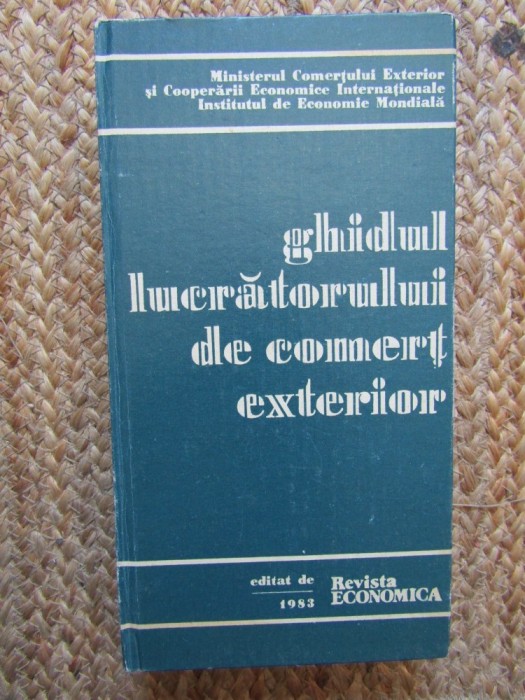 Ministerul Comerțului Exterior
și Cooperării Economice Internaționale
Institutul de Economie Mondială
ghidul
lucrătorului
de comerț
exterior
editat de
1983
Revista
ECONOMICA